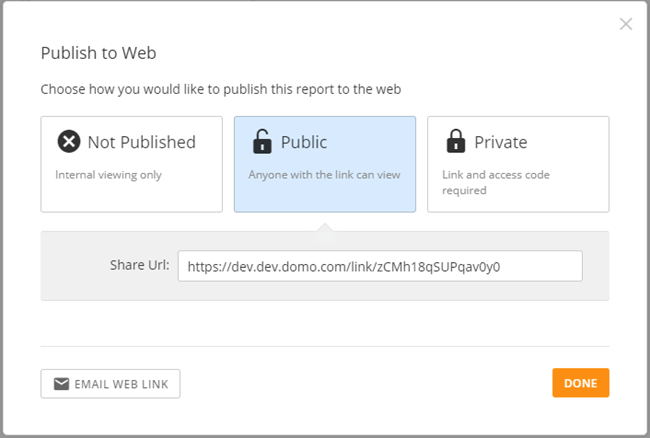 Publish to Web
Choose how you would like to publish this report to the web
Not Published
Internal viewing only
Public
Anyone with the link can view
Private
Link and access code
required
Share Url: https://dev.dev.domo.com/link/zCMh18qSUPqav0y0
EMAIL WEB LINK
DONE